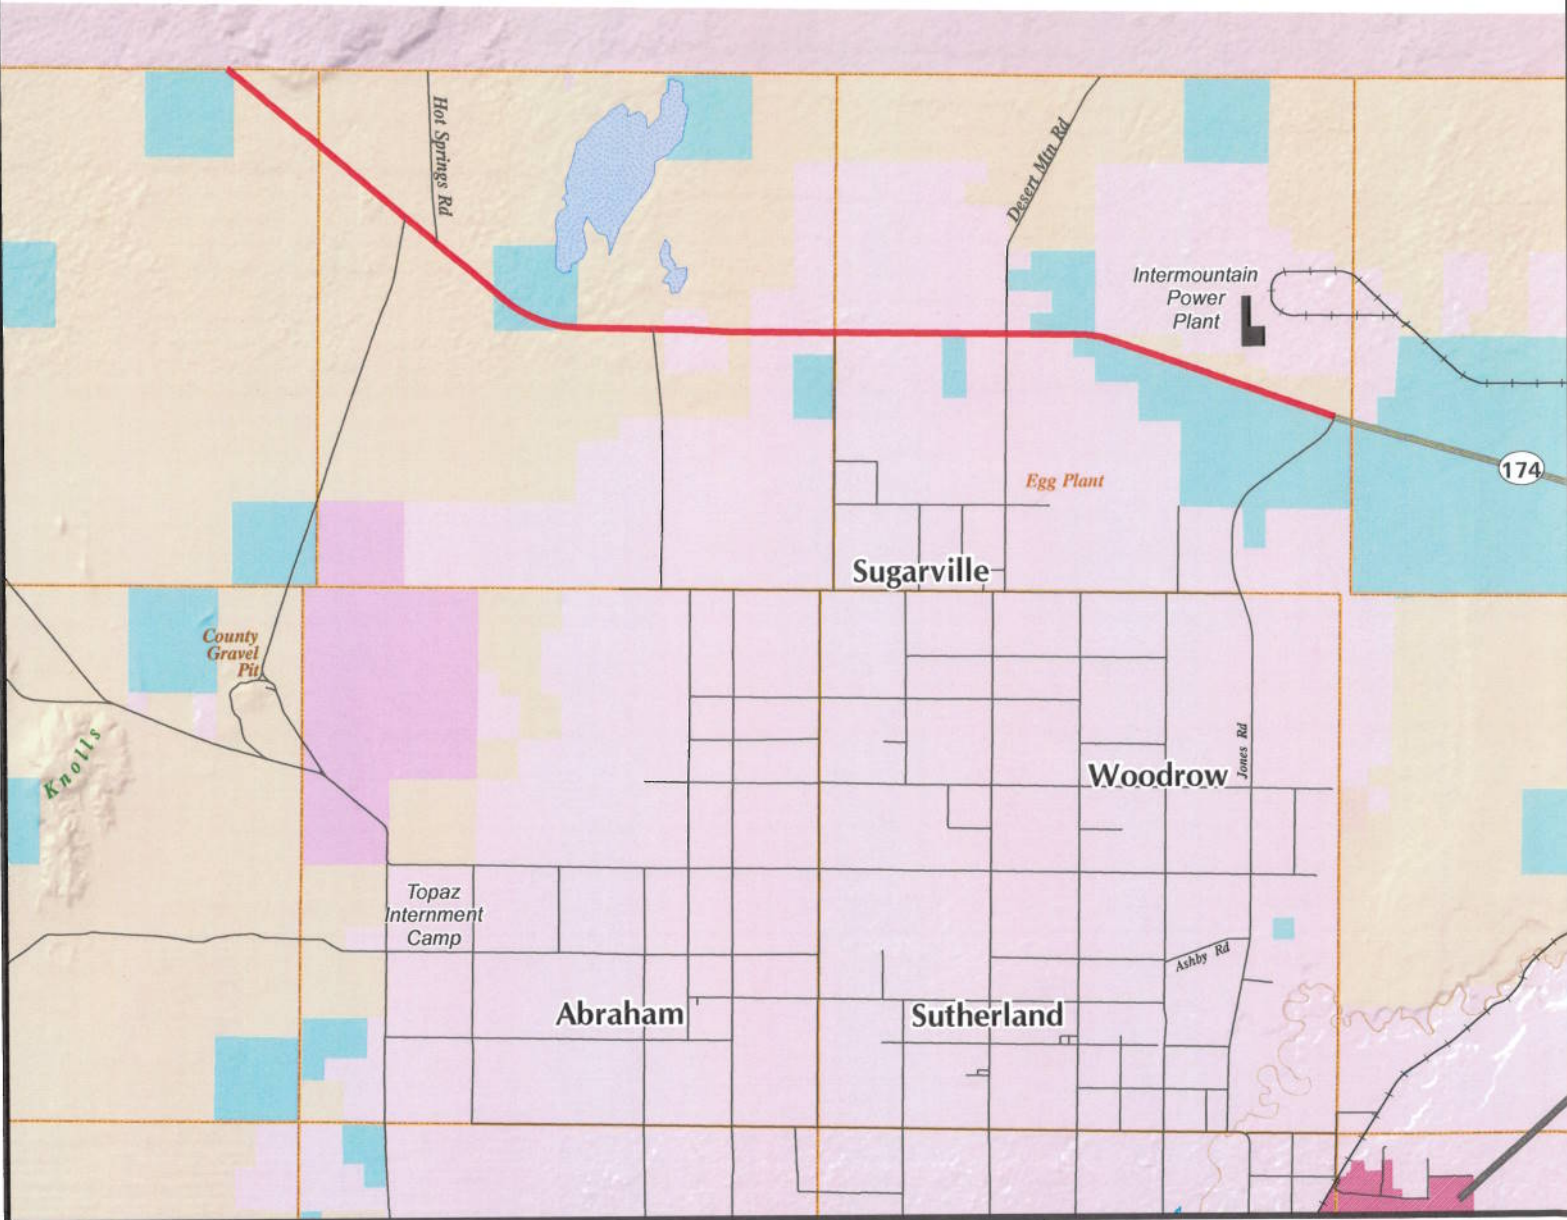 Hot Springs Rd
Desert Mtn Rd
Intermountain
Power
Plant
174
Egg Plant
Sugarville
County
Gravel
Pit
Knolls
Jones Rd
Woodrow
Topaz
Internment
Camp
Ashby Rd
Abraham
Sutherland